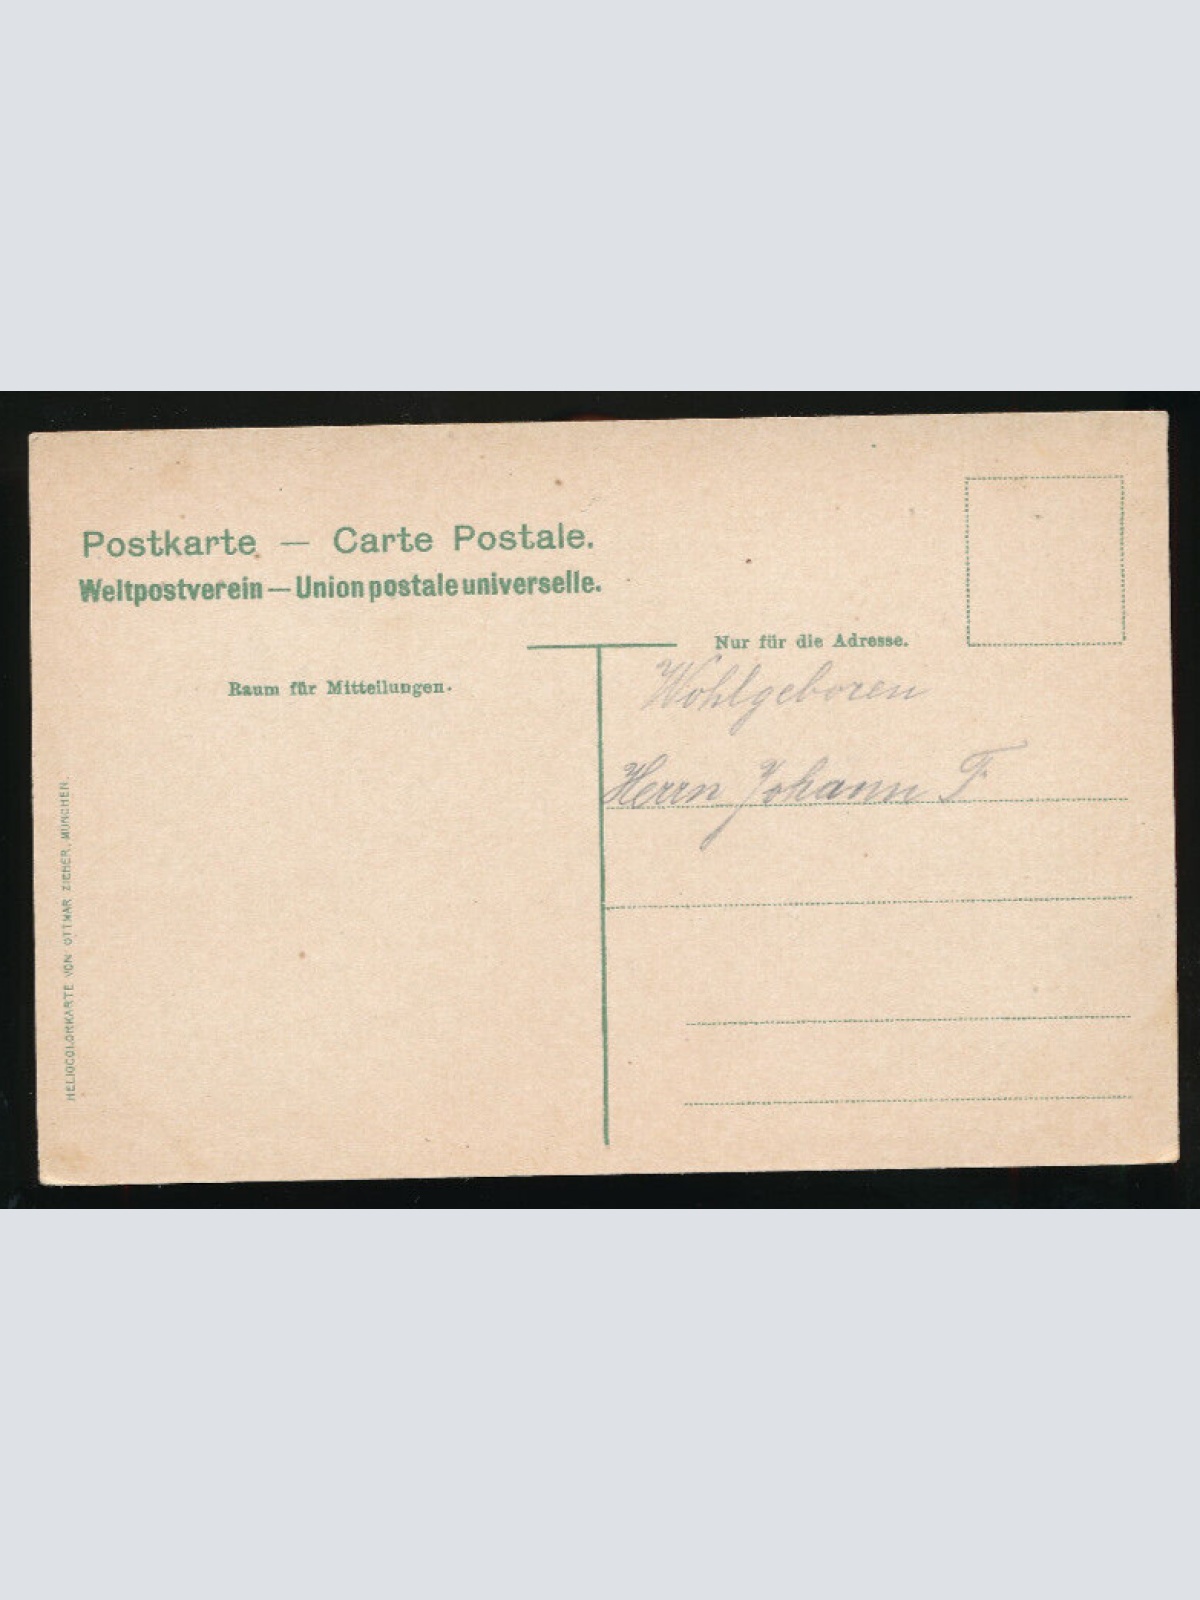 Postkarte — Carte Postale.
Weltpostverein — Union postale universelle.
Nur für die Adresse.
Raum für Mitteilungen.
Wohlgeboren
Herrn Johann F
HELIOCOLORKARTE VON OTTMAR ZIEHER, MÜNCHEN.